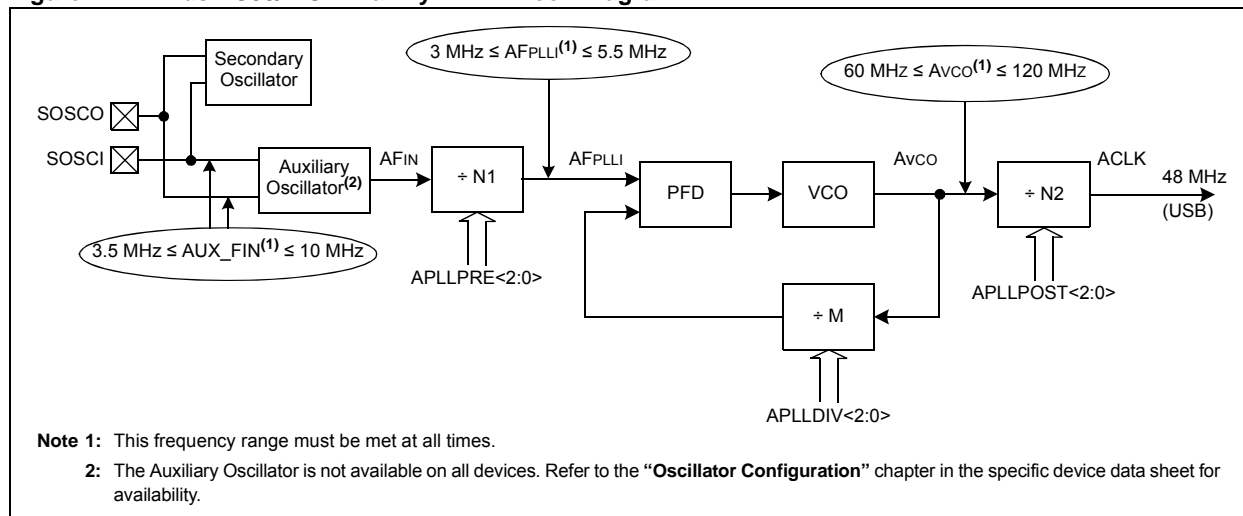 Secondary
Oscillator
3 MHz ≤ AFPLLI(1) ≤ 5.5 MHz
60 MHz ≤ AVCO(1) ≤ 120 MHz
SOSCO
SOSCI
Auxiliary
Oscillator(2)
AFIN
÷ N1
AFPLLI
PFD
VCO
AVCO
÷ N2
ACLK
48 MHz
(USB)
3.5 MHz ≤ AUX_FIN(1) ≤ 10 MHz
APLLPRE<2:0>
APLLPOST<2:0>
÷ M
APLLDIV<2:0>
Note 1: This frequency range must be met at all times.
2: The Auxiliary Oscillator is not available on all devices. Refer to the “Oscillator Configuration” chapter in the specific device data sheet for
availability.